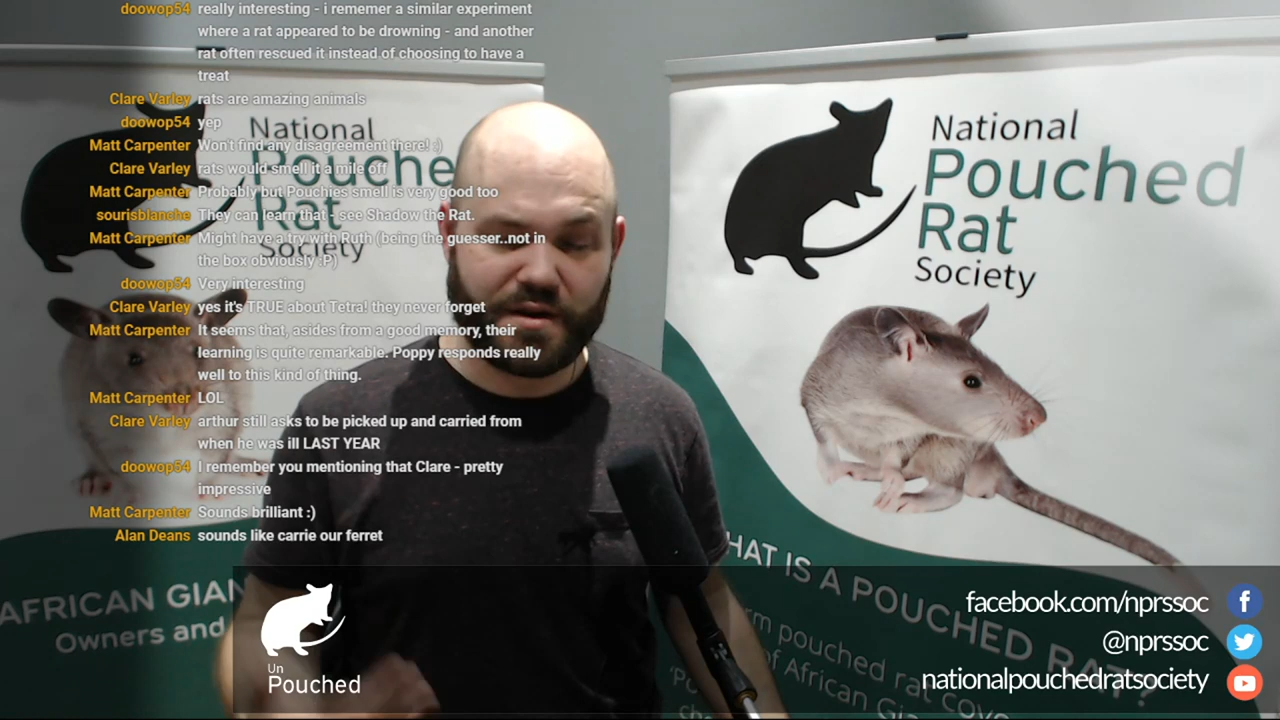 doowop54 really interesting - i rememer a similar experiment
where a rat appeared to be drowning - and another
rat often rescued it instead of choosing to have a
treat
Clare Varley rats are amazing animals
doowop54 yep
Matt Carpenter Won't find any disagreement there! :)
Clare Varley rats would smell it a mile off
Matt Carpenter Probably but Pouchies smell is very good too
sourisblanche They can learn that - see Shadow the Rat.
Matt Carpenter Might have a try with Ruth (being the guesser..not in
the box obviously :P)
doowop54 Very interesting
Clare Varley yes it's TRUE about Tetra! they never forget
Matt Carpenter It seems that, asides from a good memory, their
learning is quite remarkable. Poppy responds really
well to this kind of thing.
Matt Carpenter LOL
Clare Varley arthur still asks to be picked up and carried from
when he was ill LAST YEAR
doowop54 I remember you mentioning that Clare - pretty
impressive
Matt Carpenter Sounds brilliant :)
Alan Deans sounds like carrie our ferret
National
Pouche
Rat
Society
AFRICAN GIAN
Owners and
National
Pouched
Rat
Society
HAT IS A POUCHED RAT?
m pouched rat cove
of African Gia
Un
Pouched
facebook.com/nprssoc
@nprssoc
nationalpouchedratsociety